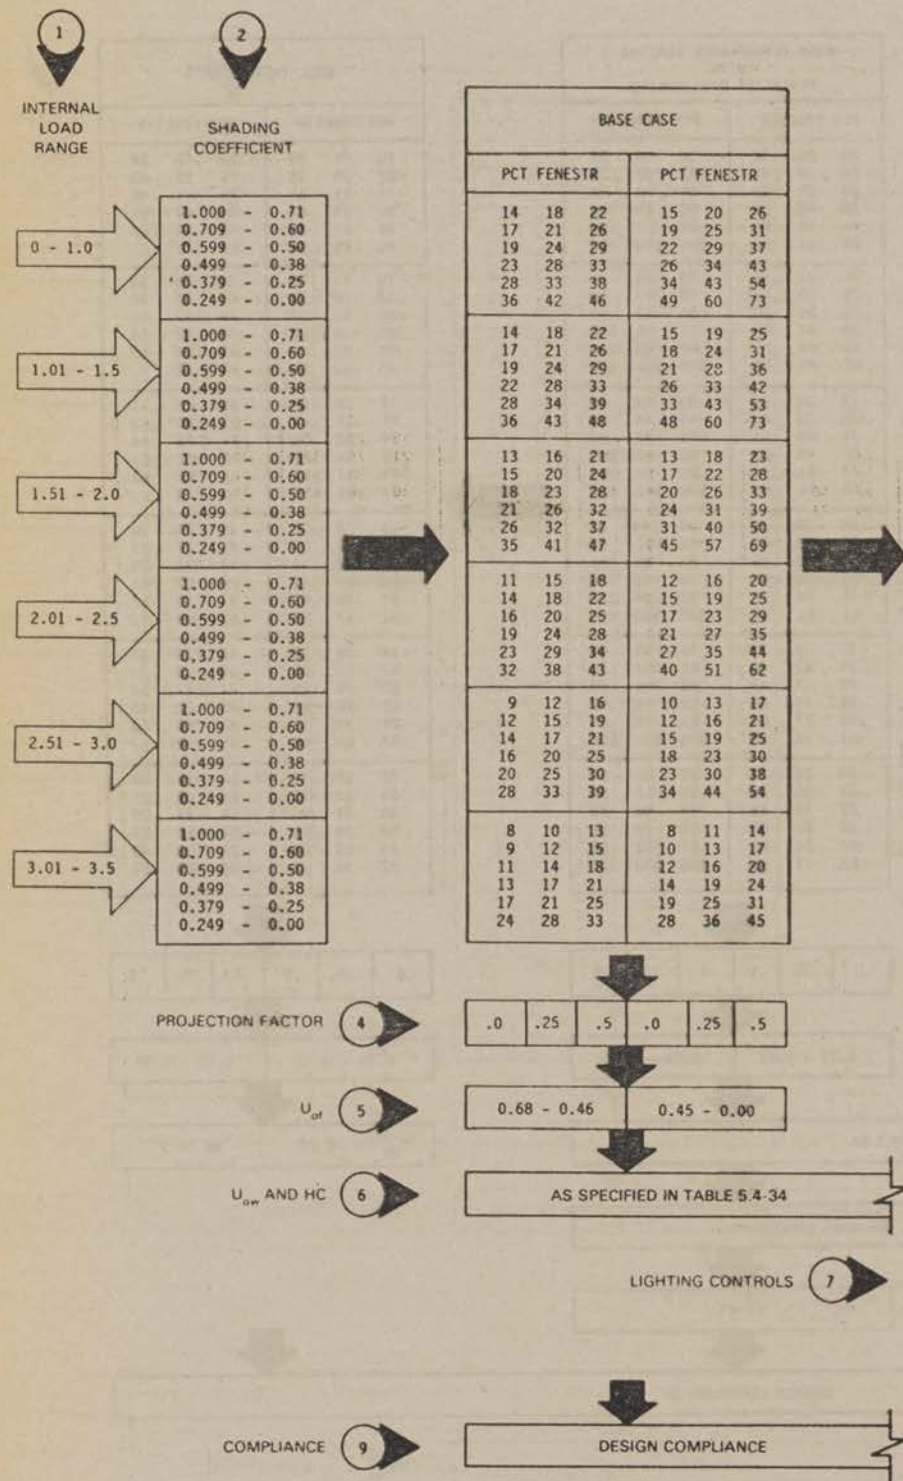 1
2
INTERNAL
LOAD
RANGE
SHADING
COEFFICIENT
BASE CASE
PCT FENESTR PCT FENESTR
0 - 1.0
1.000 - 0.71 14 18 22 15 20 26
0.709 - 0.60 17 21 26 19 25 31
0.599 - 0.50 19 24 29 22 29 37
0.499 - 0.38 23 28 33 26 34 43
0.379 - 0.25 28 33 38 34 43 54
0.249 - 0.00 36 42 46 49 60 73
1.01 - 1.5
1.000 - 0.71 14 18 22 15 19 25
0.709 - 0.60 17 21 26 18 24 31
0.599 - 0.50 19 24 29 21 28 36
0.499 - 0.38 22 28 33 26 33 42
0.379 - 0.25 28 34 39 33 43 53
0.249 - 0.00 36 43 48 48 60 73
1.51 - 2.0
1.000 - 0.71 13 16 21 13 18 23
0.709 - 0.60 15 20 24 17 22 28
0.599 - 0.50 18 23 28 20 26 33
0.499 - 0.38 21 26 32 24 31 39
0.379 - 0.25 26 32 37 31 40 50
0.249 - 0.00 35 41 47 45 57 69
2.01 - 2.5
1.000 - 0.71 11 15 18 12 16 20
0.709 - 0.60 14 18 22 15 19 25
0.599 - 0.50 16 20 25 17 23 29
0.499 - 0.38 19 24 28 21 27 35
0.379 - 0.25 23 29 34 27 35 44
0.249 - 0.00 32 38 43 40 51 62
2.51 - 3.0
1.000 - 0.71 9 12 16 10 13 17
0.709 - 0.60 12 15 19 12 16 21
0.599 - 0.50 14 17 21 15 19 25
0.499 - 0.38 16 20 25 18 23 30
0.379 - 0.25 20 25 30 23 30 38
0.249 - 0.00 28 33 39 34 44 54
3.01 - 3.5
1.000 - 0.71 8 10 13 8 11 14
0.709 - 0.60 9 12 15 10 13 17
0.599 - 0.50 11 14 18 12 16 20
0.499 - 0.38 13 17 21 14 19 24
0.379 - 0.25 17 21 25 19 25 31
0.249 - 0.00 24 28 33 28 36 45
PROJECTION FACTOR 4 .0 .25 .5 .0 .25 .5
Uof 5 0.68 - 0.46 0.45 - 0.00
Uow AND HC 6 AS SPECIFIED IN TABLE 5.4-34
LIGHTING CONTROLS 7
COMPLIANCE 9 DESIGN COMPLIANCE